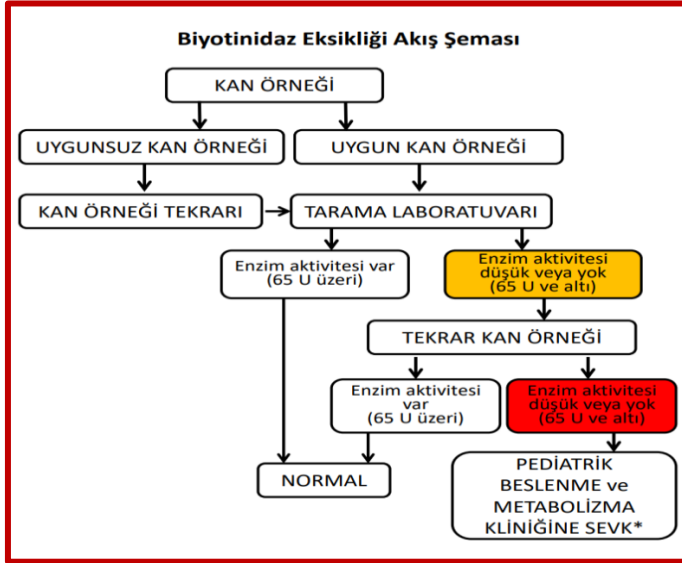 Biyotinidaz Eksikliği Akış Şeması
KAN ÖRNEĞİ
UYGUNSUZ KAN ÖRNEĞİ
UYGUN KAN ÖRNEĞİ
KAN ÖRNEĞİ TEKRARI
TARAMA LABORATUVARI
Enzim aktivitesi var
(65 U üzeri)
Enzim aktivitesi
düşük veya yok
(65 U ve altı)
TEKRAR KAN ÖRNEĞİ
Enzim aktivitesi
var
(65 U üzeri)
Enzim aktivitesi
düşük veya yok
(65 U ve altı)
NORMAL
PEDİATRİK
BESLENME ve
METABOLİZMA
KLİNİĞİNE SEVK*